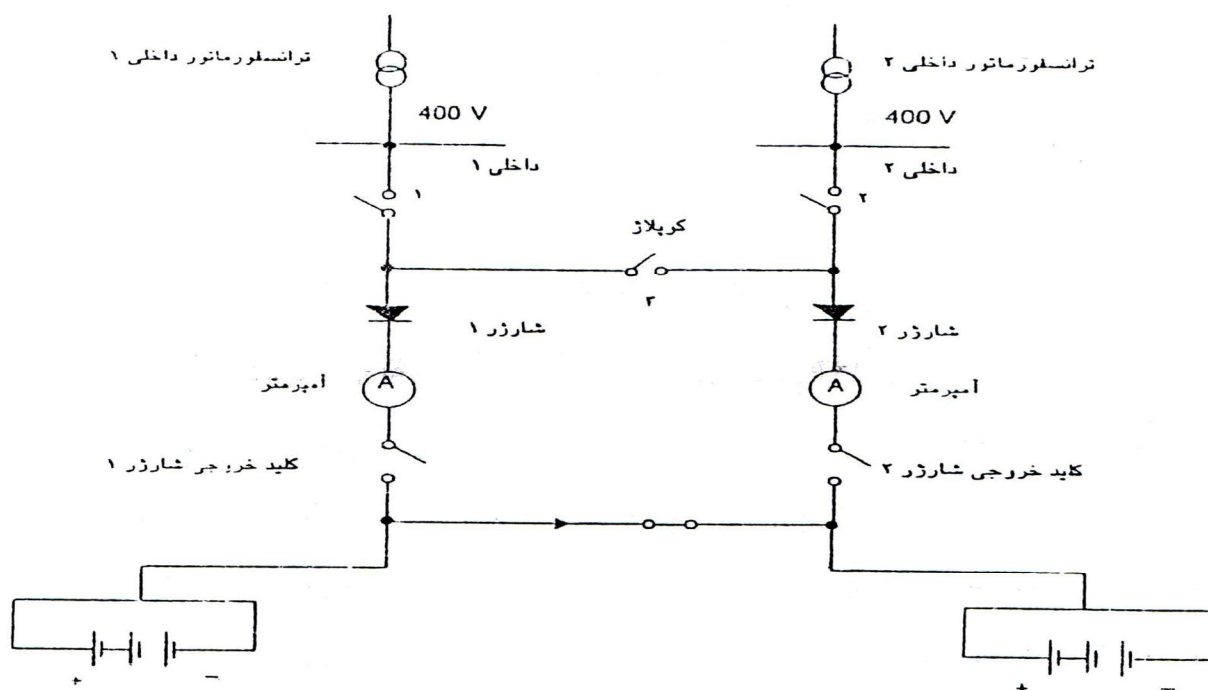 ترانسفورماتور داخلی ۱
ترانسفورماتور داخلی ۲
400 V
400 V
داخلی ۱
داخلی ۲
۱
۲
کوپلاژ
۳
شارژر ۱
شارژر ۲
آمپرمتر
A
A
آمپرمتر
کلید خروجی شارژر ۱
کلید خروجی شارژر ۲
+ −
+ −